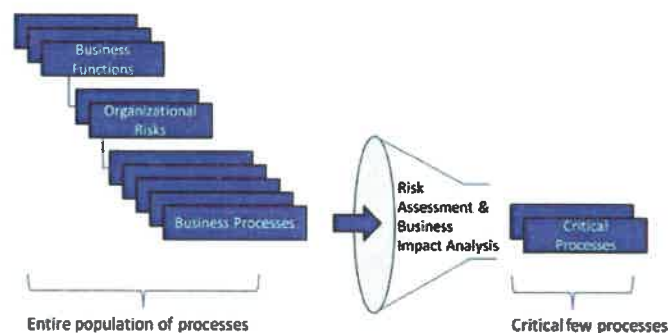 Business
Functions
Organizational
Risks
Business Processes
Risk
Assessment &
Business
Impact Analysis
Critical
Processes
Entire population of processes
Critical few processes